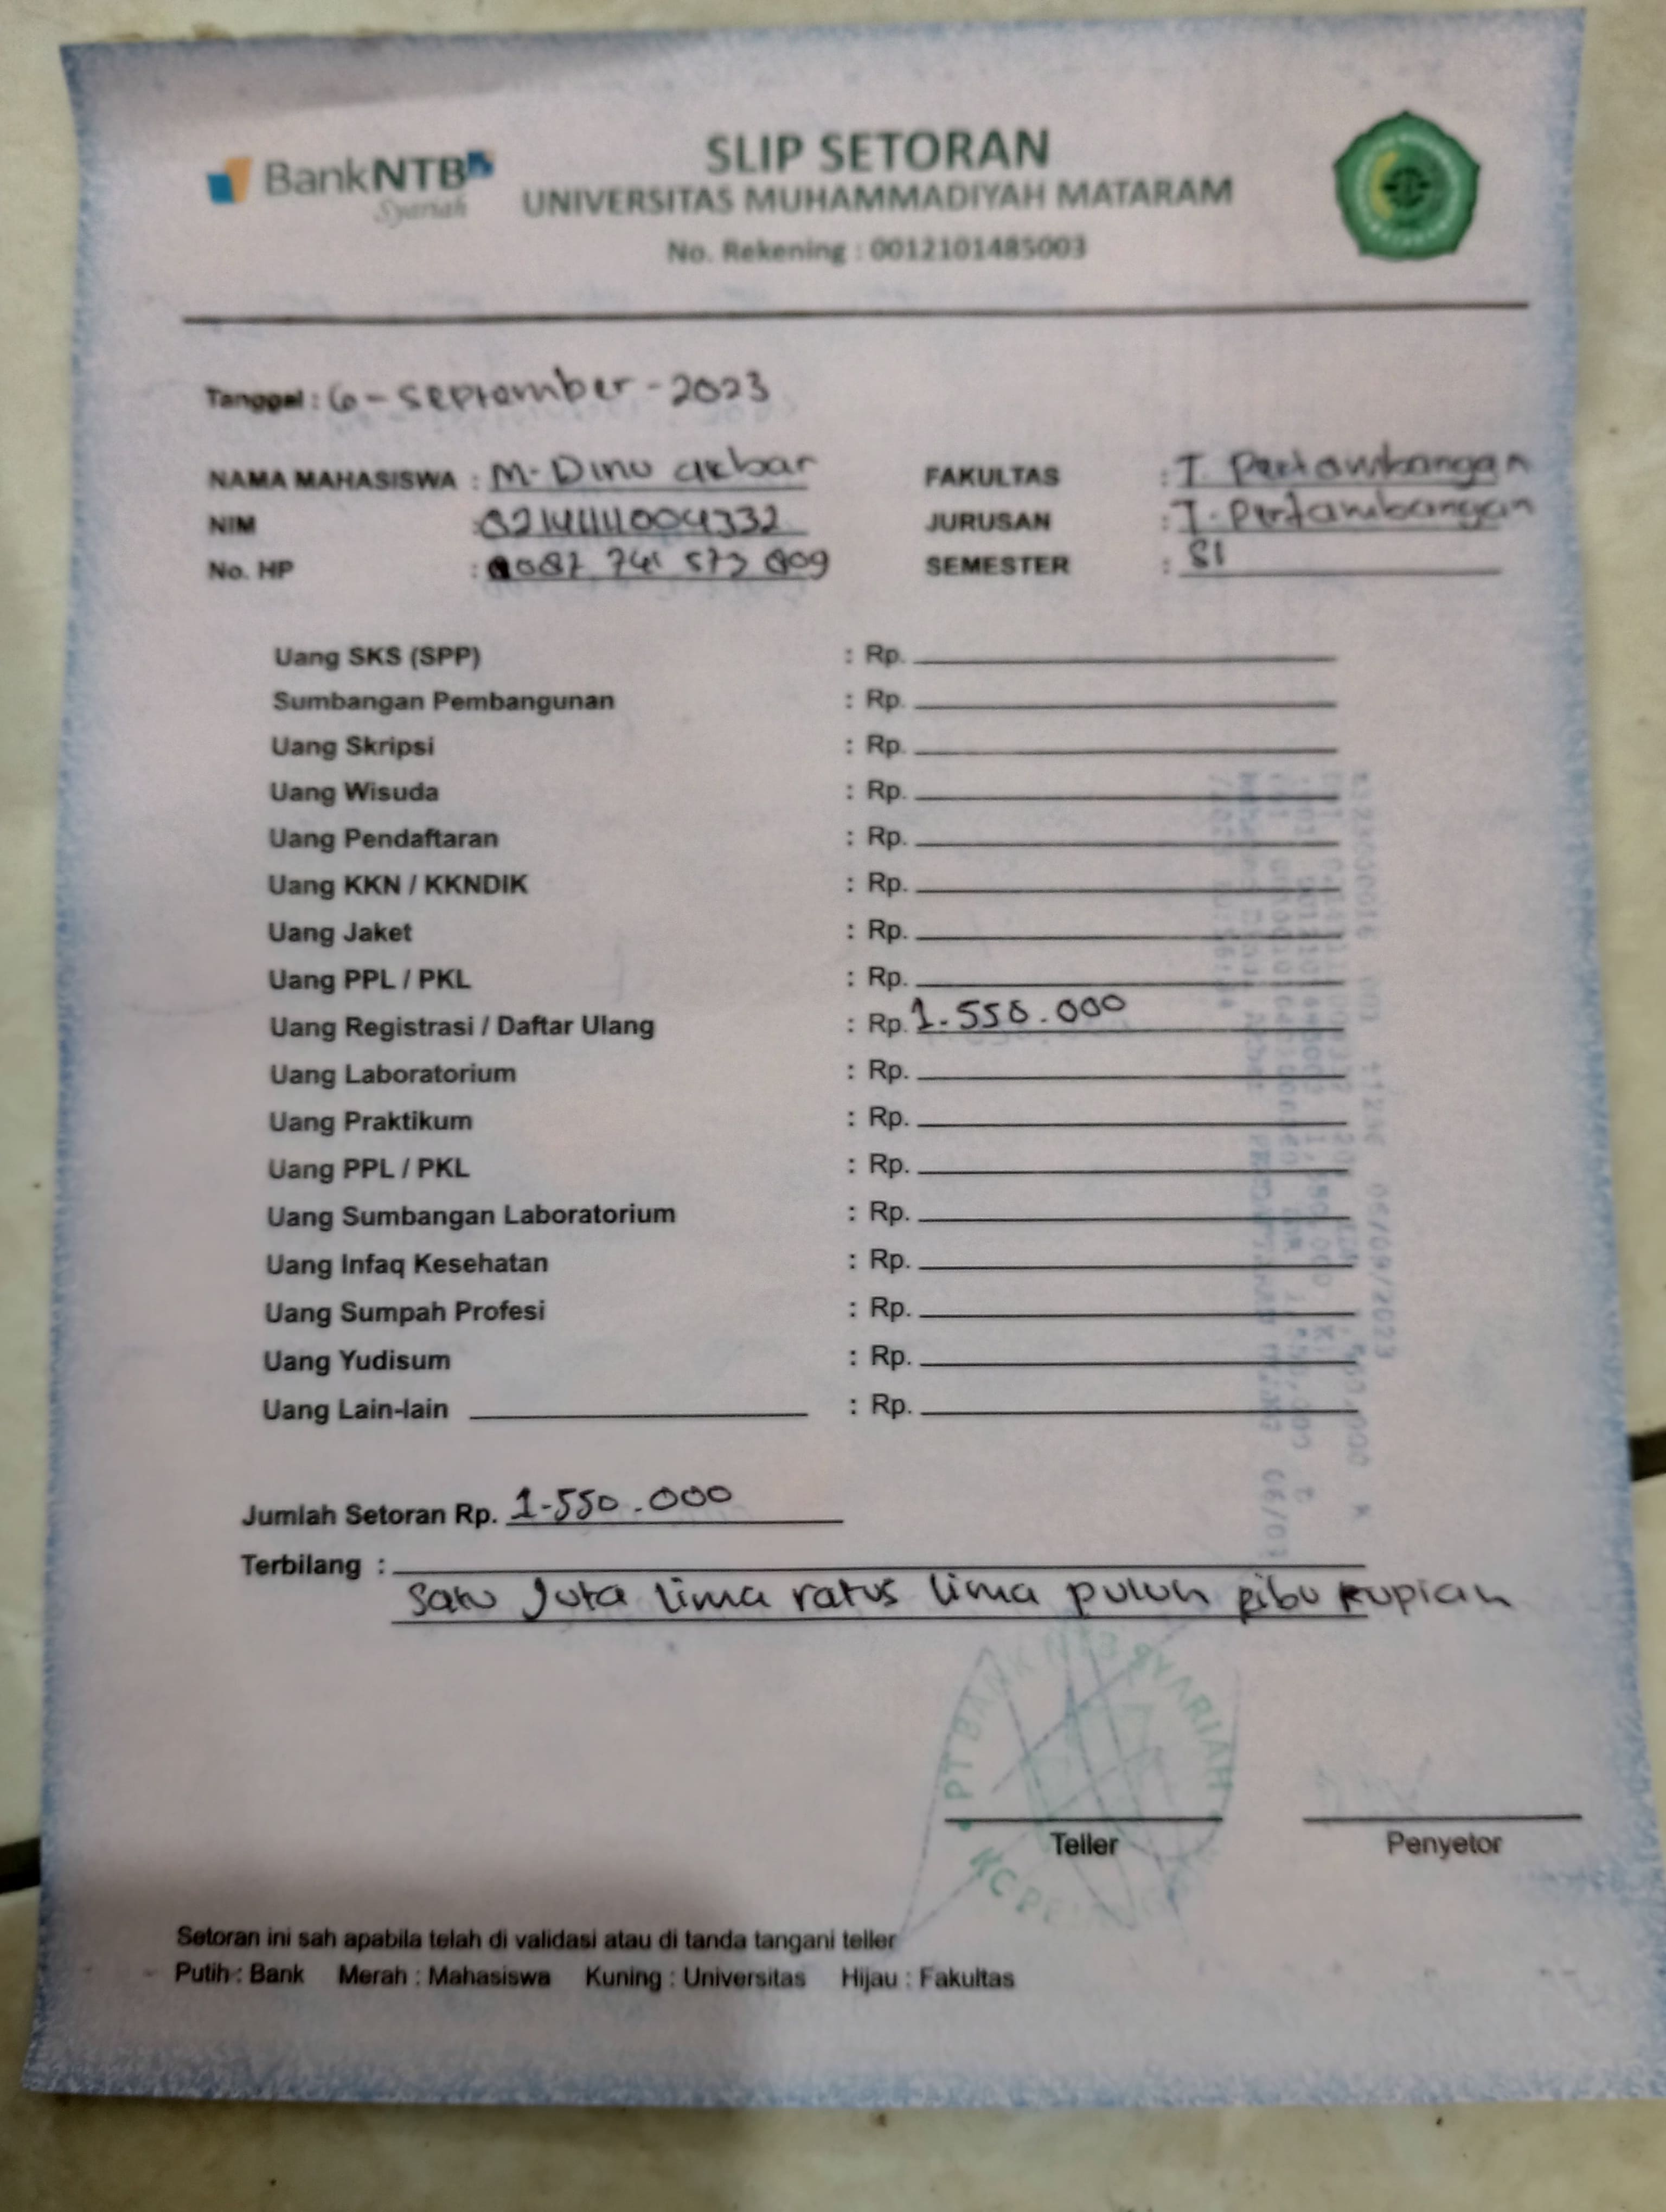 BankNTB
Syariah
SLIP SETORAN
UNIVERSITAS MUHAMMADIYAH MATARAM
No. Rekening : 0012101485003
Tanggal : 6 - September - 2023
NAMA MAHASISWA : M. Dinu akbar
FAKULTAS : T. Pertambangan
NIM :
JURUSAN : T. Pertambangan
No. HP :
SEMESTER : S1
Uang SKS (SPP) : Rp.
Sumbangan Pembangunan : Rp.
Uang Skripsi : Rp.
Uang Wisuda : Rp.
Uang Pendaftaran : Rp.
Uang KKN / KKNDIK : Rp.
Uang Jaket : Rp.
Uang PPL / PKL : Rp.
Uang Registrasi / Daftar Ulang : Rp. 1.550.000
Uang Laboratorium : Rp.
Uang Praktikum : Rp.
Uang PPL / PKL : Rp.
Uang Sumbangan Laboratorium : Rp.
Uang Infaq Kesehatan : Rp.
Uang Sumpah Profesi : Rp.
Uang Yudisum : Rp.
Uang Lain-lain : Rp.
Jumlah Setoran Rp. 1-550.000
Terbilang :
Satu Juta lima ratus lima puluh ribu rupiah
PT BANK NTB SYARIAH
KC
Teller
Penyetor
Setoran ini sah apabila telah di validasi atau di tanda tangani teller
Putih : Bank Merah : Mahasiswa Kuning : Universitas Hijau : Fakultas